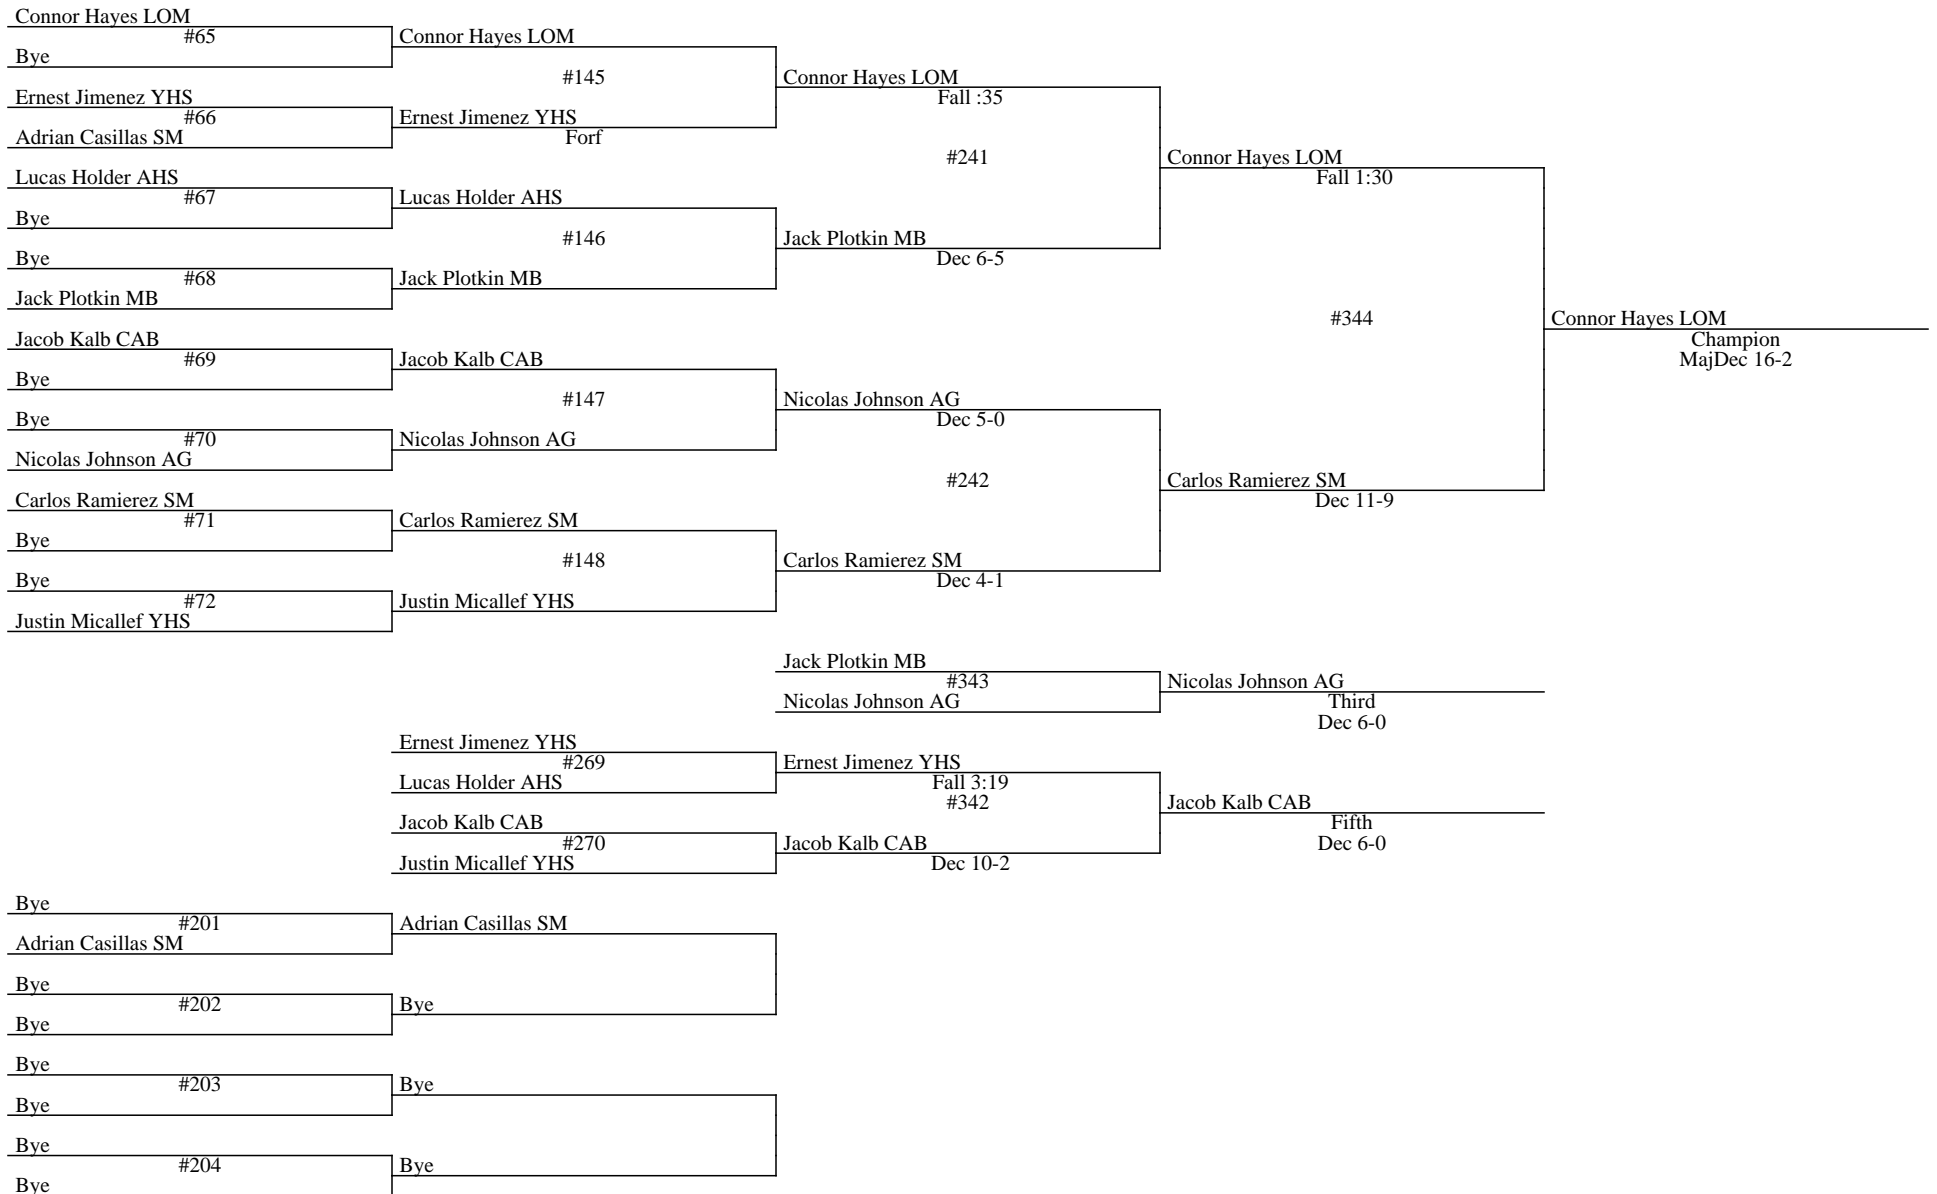 Connor Hayes LOM
#65
Bye
Connor Hayes LOM
#145
Ernest Jimenez YHS
#66
Adrian Casillas SM
Ernest Jimenez YHS
Forf
Connor Hayes LOM
Fall :35
#241
Lucas Holder AHS
#67
Bye
Lucas Holder AHS
#146
Bye
#68
Jack Plotkin MB
Jack Plotkin MB
Jack Plotkin MB
Dec 6-5
Connor Hayes LOM
Fall 1:30
#344
Jacob Kalb CAB
#69
Bye
Jacob Kalb CAB
#147
Bye
#70
Nicolas Johnson AG
Nicolas Johnson AG
Nicolas Johnson AG
Dec 5-0
#242
Carlos Ramierez SM
#71
Bye
Carlos Ramierez SM
#148
Bye
#72
Justin Micallef YHS
Justin Micallef YHS
Carlos Ramierez SM
Dec 4-1
Carlos Ramierez SM
Dec 11-9
Connor Hayes LOM
Champion
MajDec 16-2
Jack Plotkin MB
#343
Nicolas Johnson AG
Nicolas Johnson AG
Third
Dec 6-0
Ernest Jimenez YHS
#269
Lucas Holder AHS
Ernest Jimenez YHS
Fall 3:19
#342
Jacob Kalb CAB
#270
Justin Micallef YHS
Jacob Kalb CAB
Dec 10-2
Jacob Kalb CAB
Fifth
Dec 6-0
Bye
#201
Adrian Casillas SM
Adrian Casillas SM
Bye
#202
Bye
Bye
Bye
#203
Bye
Bye
Bye
#204
Bye
Bye